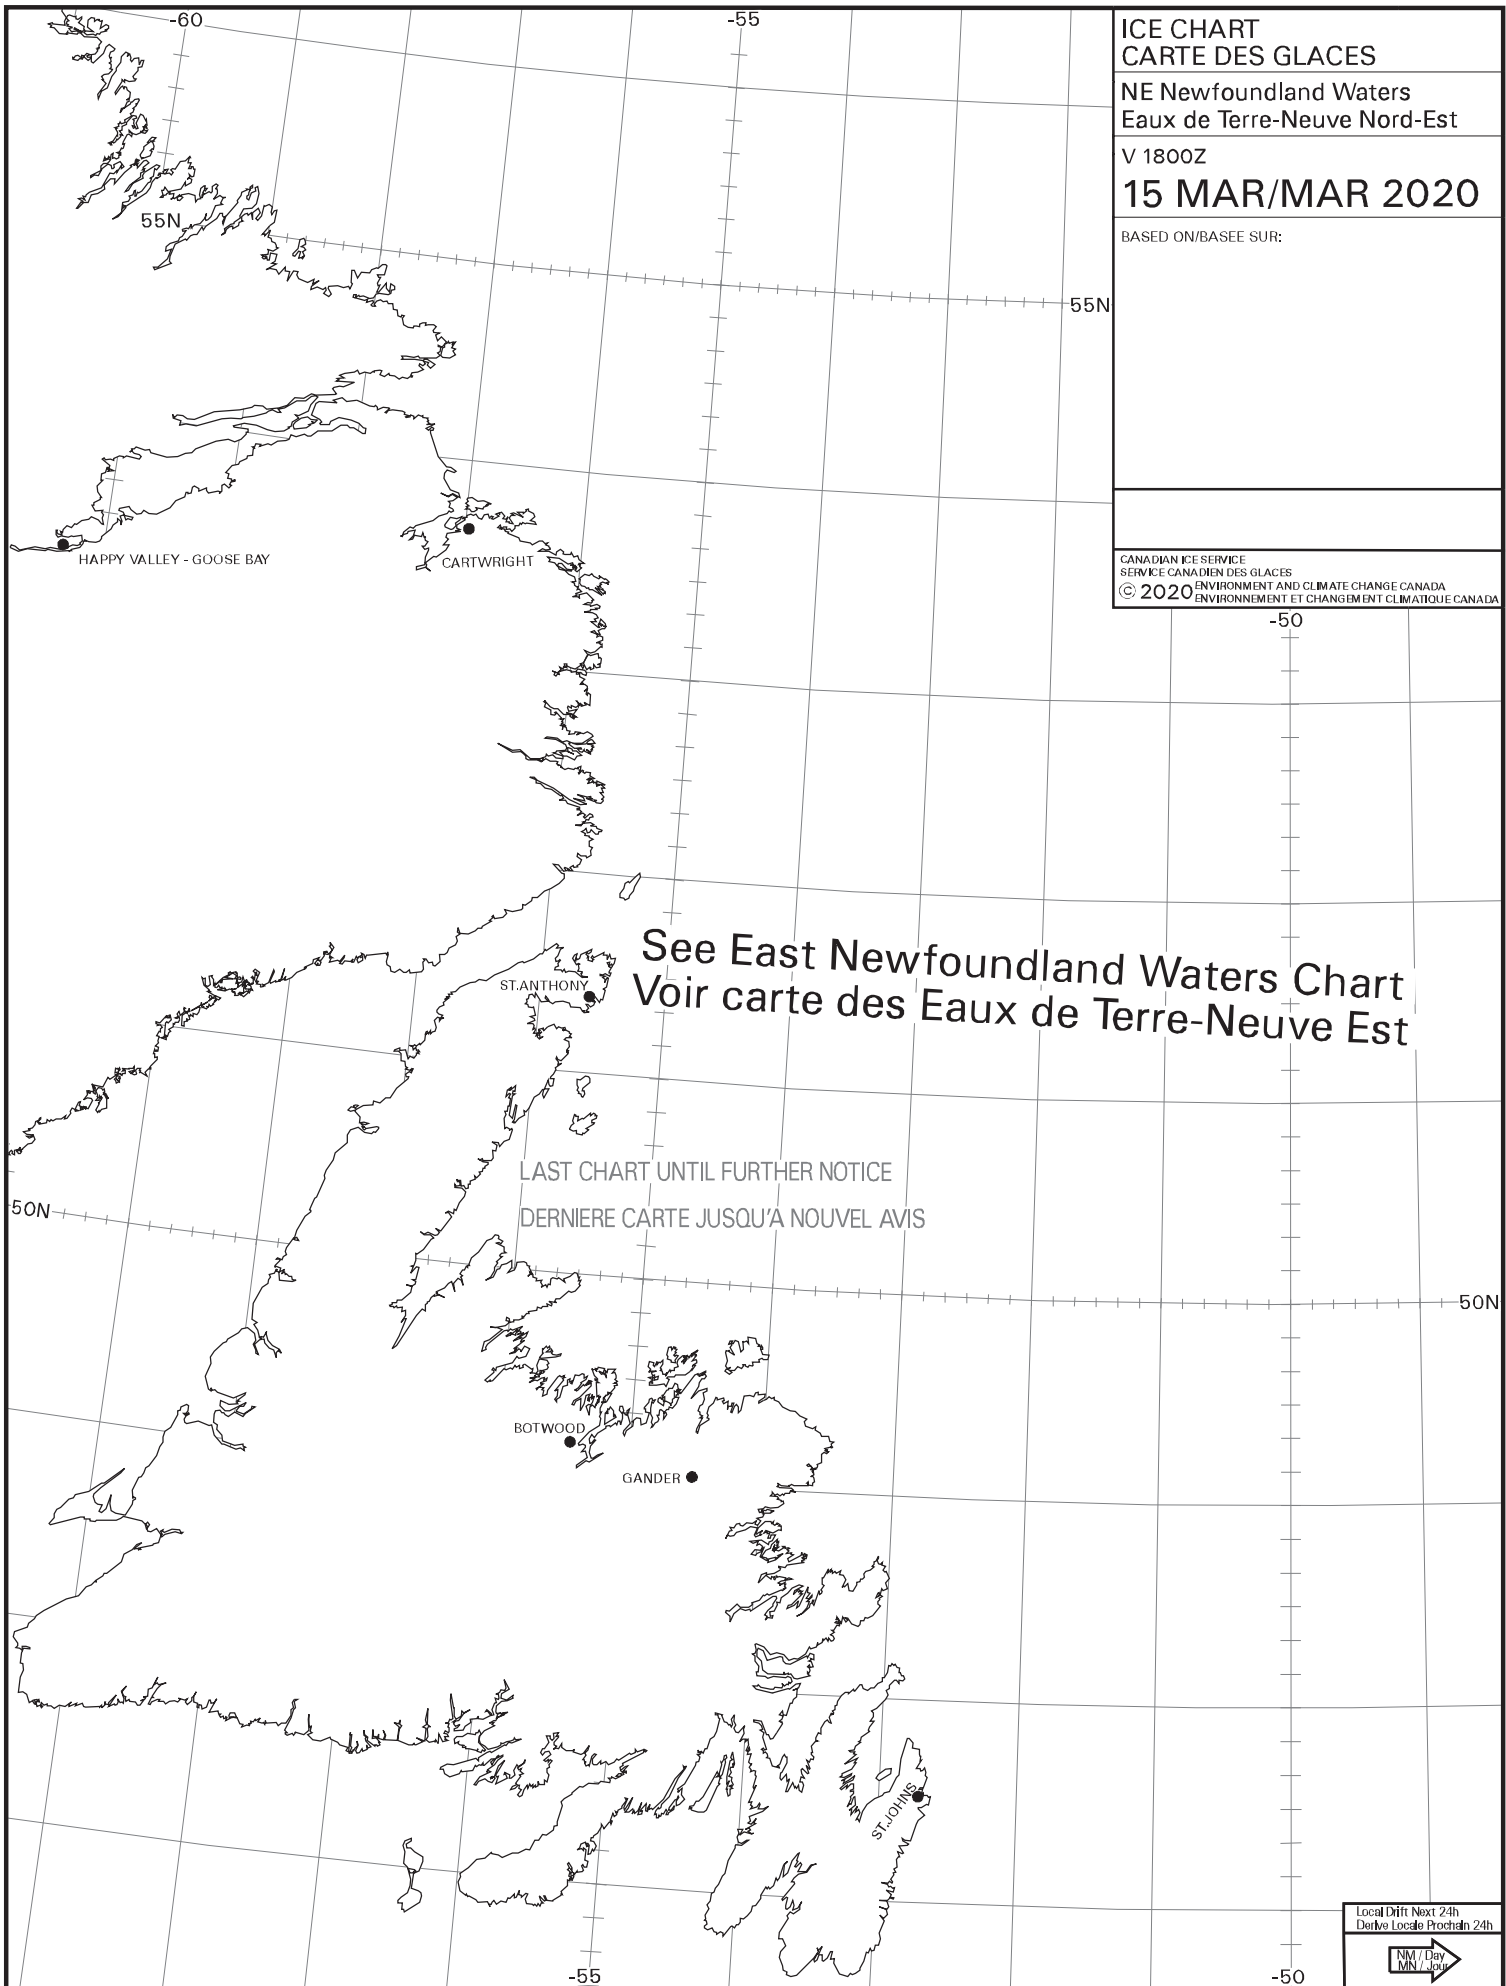 -60
-55
ICE CHART
CARTE DES GLACES
NE Newfoundland Waters
Eaux de Terre-Neuve Nord-Est
V 1800Z
15 MAR/MAR 2020
BASED ON/BASEE SUR:
55N
55N
HAPPY VALLEY - GOOSE BAY
CARTWRIGHT
CANADIAN ICE SERVICE
SERVICE CANADIEN DES GLACES
© 2020 ENVIRONMENT AND CLIMATE CHANGE CANADA
ENVIRONNEMENT ET CHANGEMENT CLIMATIQUE CANADA
-50
See East Newfoundland Waters Chart
Voir carte des Eaux de Terre-Neuve Est
ST.ANTHONY
LAST CHART UNTIL FURTHER NOTICE
DERNIERE CARTE JUSQU'A NOUVEL AVIS
50N
50N
BOTWOOD
GANDER
ST.JOHNS
Local Drift Next 24h
Derive Locale Prochain 24h
NM / Day
MN / Jour
-55
-50